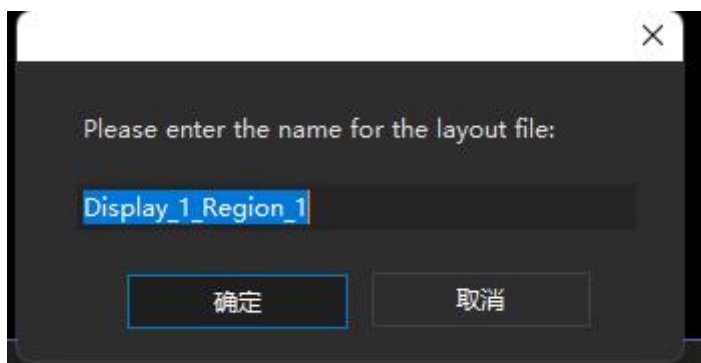 Please enter the name for the layout file:
Display_1_Region_1
确定
取消